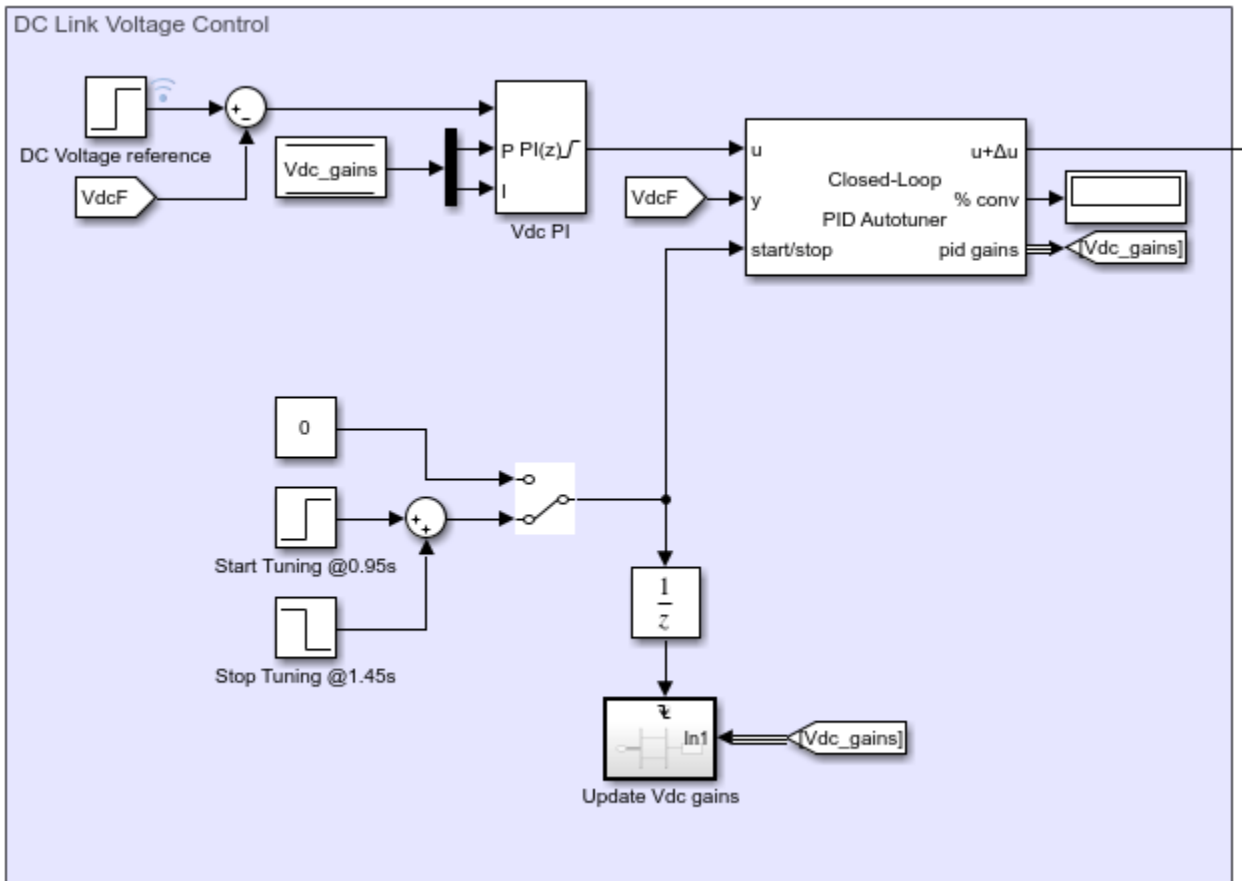 DC Link Voltage Control
DC Voltage reference
VdcF
Vdc_gains
P PI(z)
I
Vdc PI
VdcF
u
y
start/stop
Closed-Loop
PID Autotuner
u+Δu
% conv
pid gains
[Vdc_gains]
0
Start Tuning @0.95s
Stop Tuning @1.45s
1
z
In1
[Vdc_gains]
Update Vdc gains